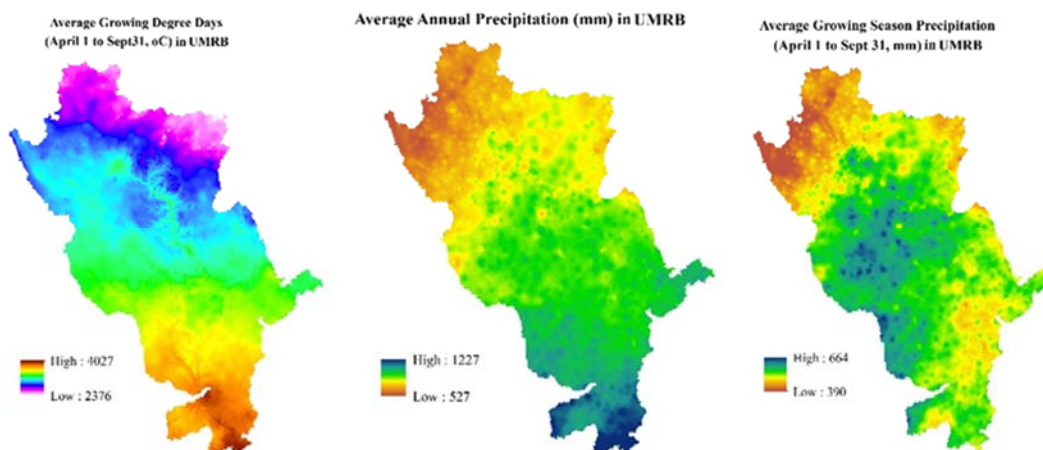 Average Growing Degree Days
(April 1 to Sept31, oC) in UMRB
High : 4027
Low : 2376
Average Annual Precipitation (mm) in UMRB
High : 1227
Low : 527
Average Growing Season Precipitation
(April 1 to Sept 31, mm) in UMRB
High : 664
Low : 390